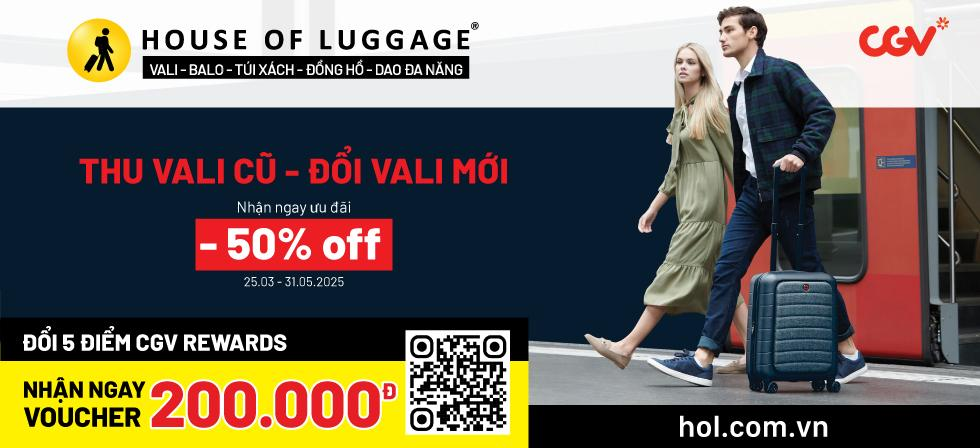 HOUSE OF LUGGAGE®
VALI - BALO - TÚI XÁCH - ĐỒNG HỒ - DAO ĐA NĂNG
CGV*
THU VALI CŨ - ĐỔI VALI MỚI
Nhận ngay ưu đãi
- 50% off
25.03 - 31.05.2025
ĐỔI 5 ĐIỂM CGV REWARDS
NHẬN NGAY
VOUCHER 200.000Đ
hol.com.vn